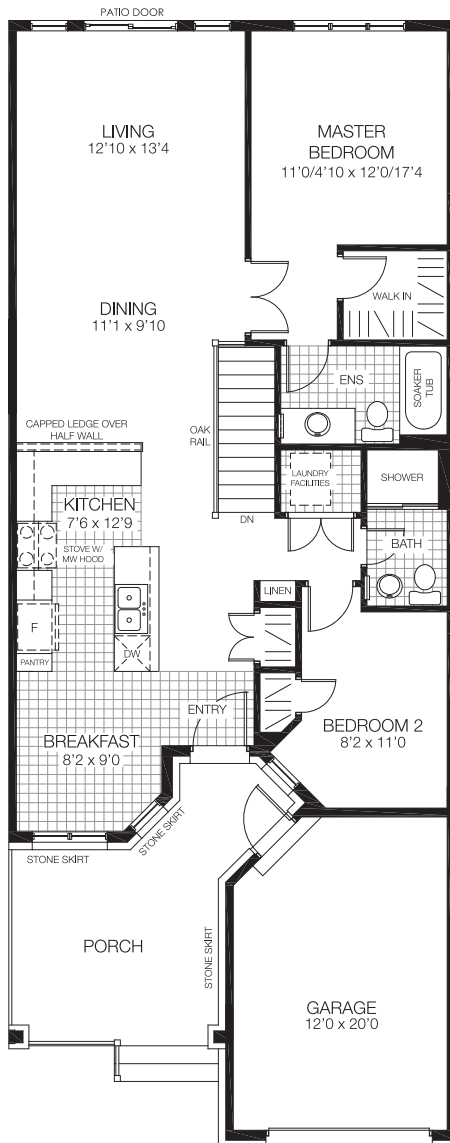 PATIO DOOR
LIVING
12'10 x 13'4
MASTER
BEDROOM
11'0/4'10 x 12'0/17'4
WALK IN
DINING
11'1 x 9'10
ENS
SOAKER
TUB
OAK
RAIL
CAPPED LEDGE OVER
HALF WALL
LAUNDRY
FACILITIES
SHOWER
KITCHEN
7'6 x 12'9
STOVE W/
MW HOOD
DN
BATH
LINEN
F
DW
PANTRY
ENTRY
BREAKFAST
8'2 x 9'0
BEDROOM 2
8'2 x 11'0
STONE SKIRT
STONE SKIRT
STONE SKIRT
PORCH
GARAGE
12'0 x 20'0